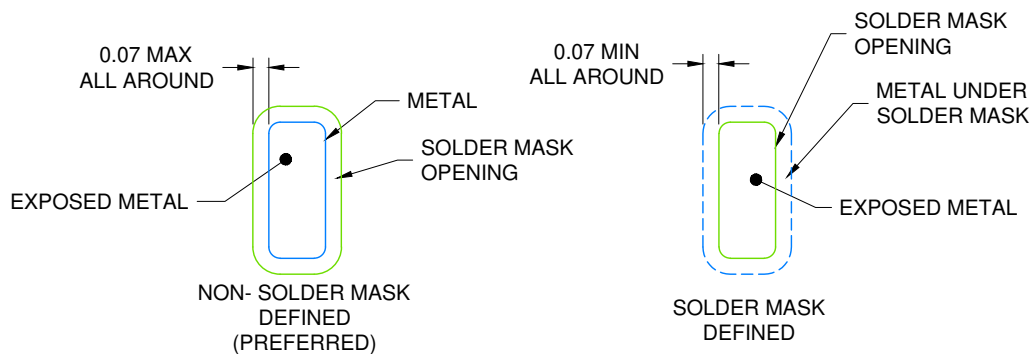 0.07 MAX
ALL AROUND
METAL
SOLDER MASK
OPENING
EXPOSED METAL
NON- SOLDER MASK
DEFINED
(PREFERRED)
0.07 MIN
ALL AROUND
SOLDER MASK
OPENING
METAL UNDER
SOLDER MASK
EXPOSED METAL
SOLDER MASK
DEFINED